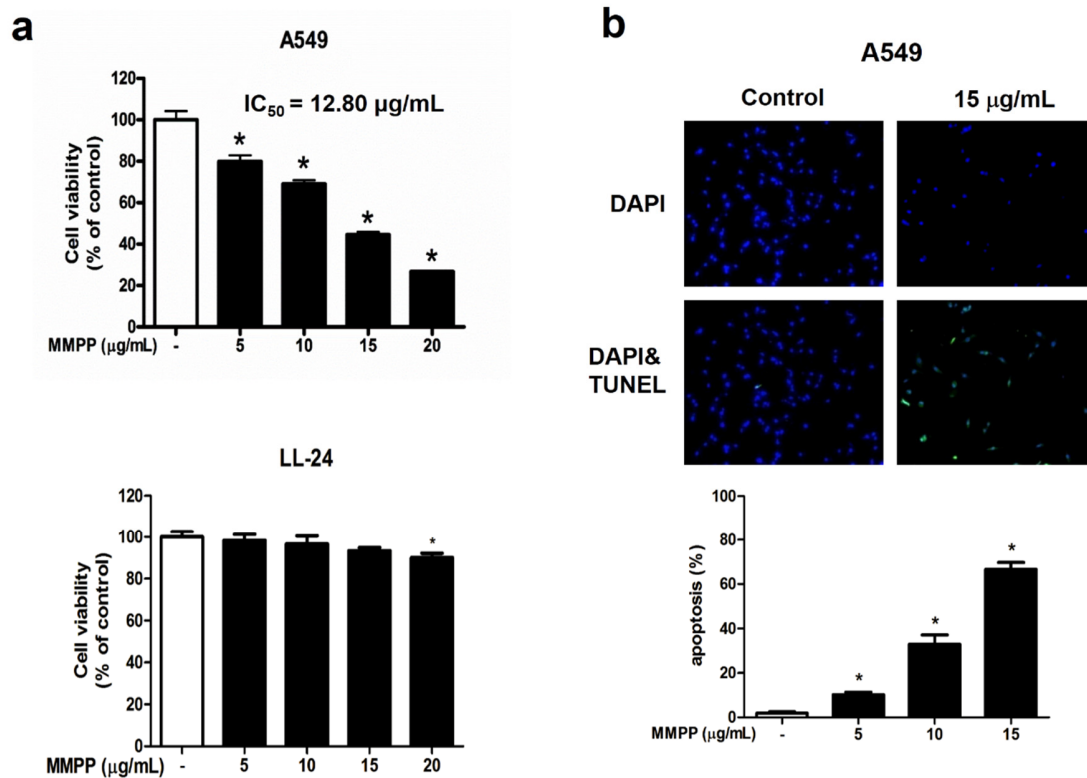 a
A549
IC50 = 12.80 μg/mL
Cell viability
(% of control)
120
100
80
60
40
20
0
* * * *
MMPP (μg/mL) - 5 10 15 20
LL-24
Cell viability
(% of control)
120
100
80
60
40
20
0
*
MMPP (μg/mL) - 5 10 15 20
b
A549
Control 15 μg/mL
DAPI
DAPI&
TUNEL
apoptosis (%)
100
80
60
40
20
0
* * *
MMPP (μg/mL) - 5 10 15